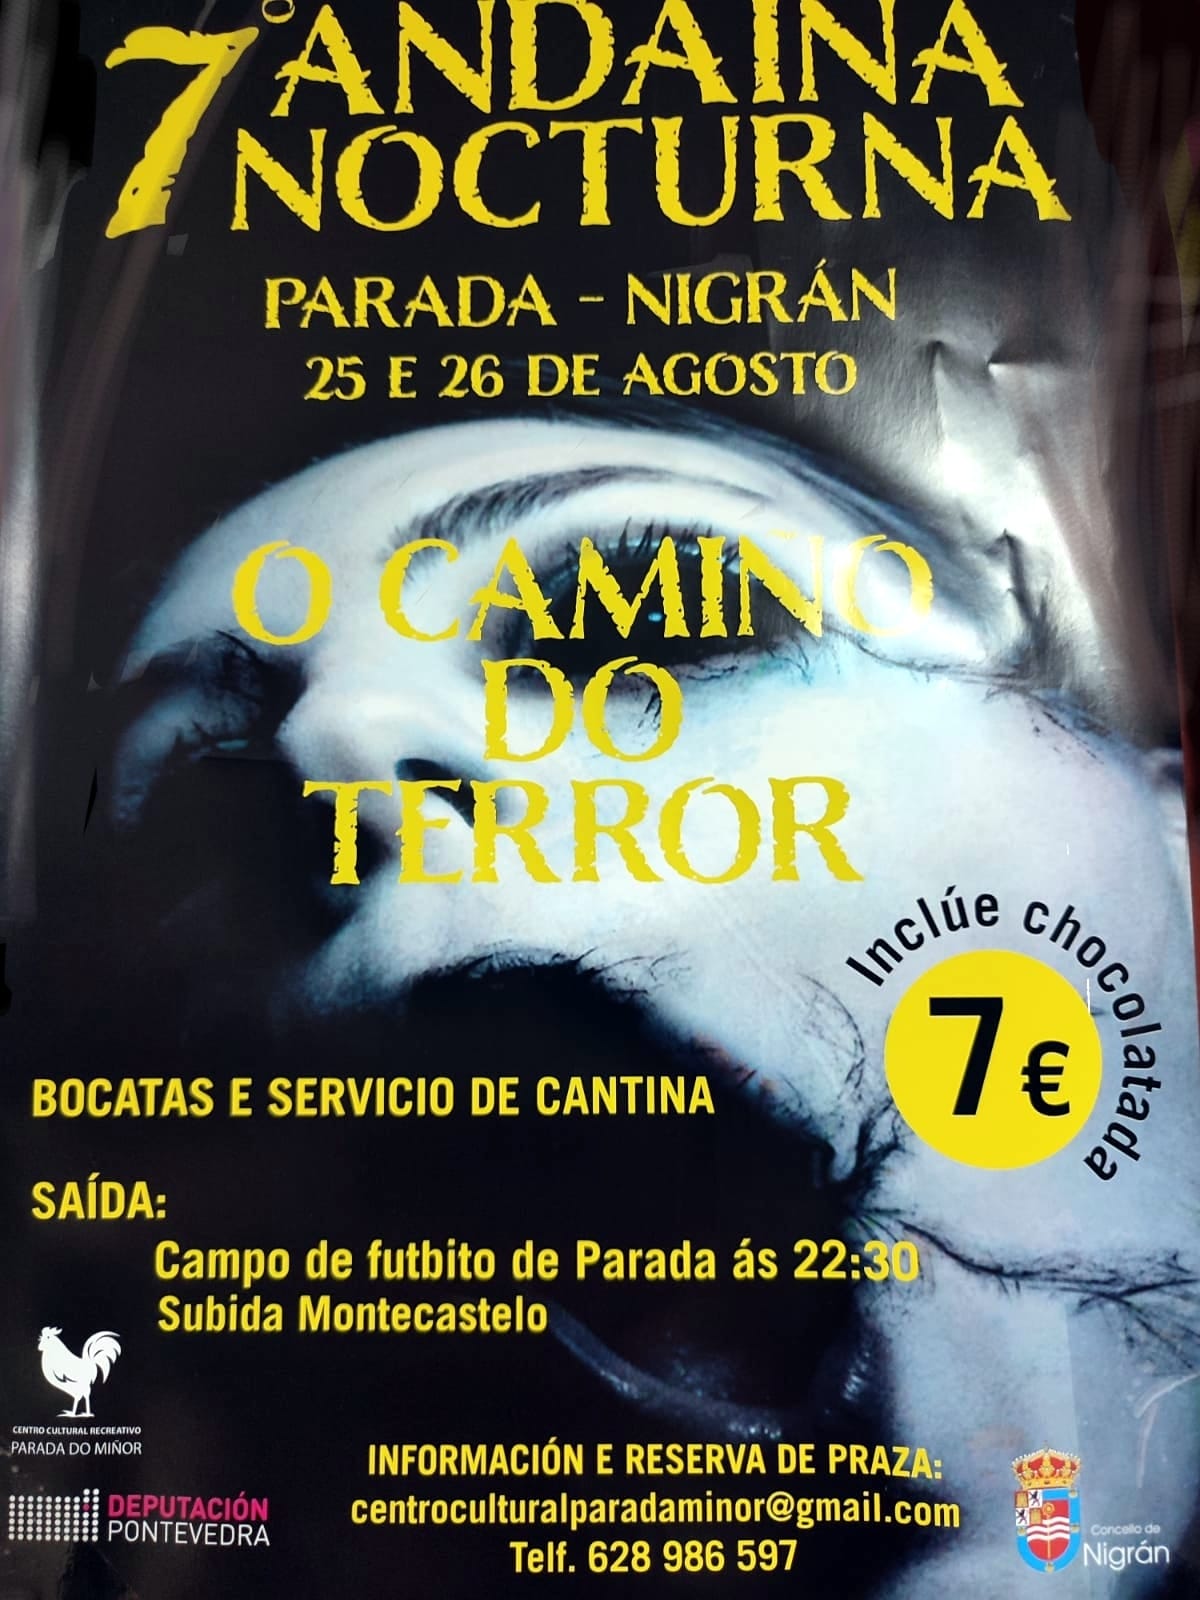 7º ANDAINA
NOCTURNA
PARADA - NIGRÁN
25 E 26 DE AGOSTO
O CAMIÑO
DO
TERROR
Inclúe chocolatada
7€
BOCATAS E SERVICIO DE CANTINA
SAÍDA:
Campo de futbito de Parada ás 22:30
Subida Montecastelo
CENTRO CULTURAL RECREATIVO
PARADA DO MIÑOR
DEPUTACIÓN
PONTEVEDRA
INFORMACIÓN E RESERVA DE PRAZA:
centroculturalparadaminor@gmail.com
Telf. 628 986 597
Concello de
Nigrán